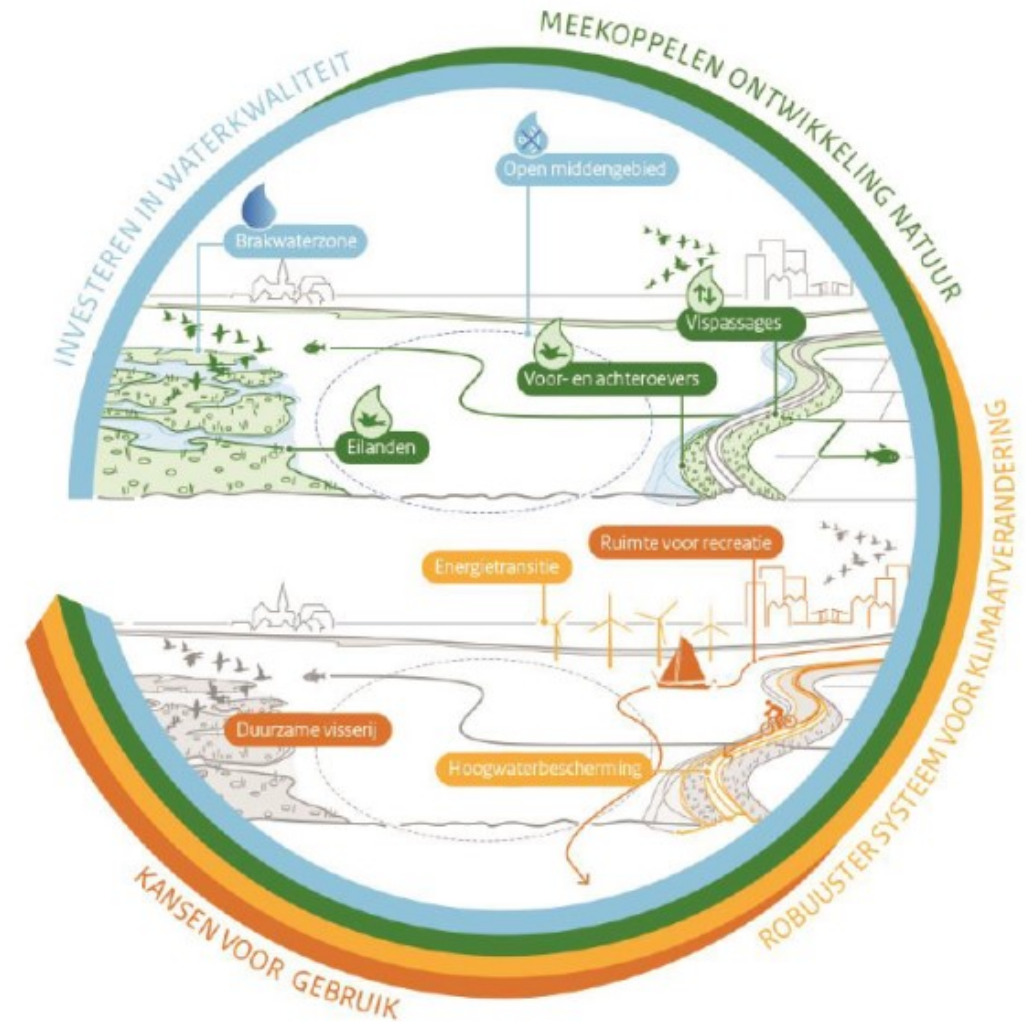 MEEKOPPELEN ONTWIKKELING NATUUR
INVESTEREN IN WATERKWALITEIT
Open middengebied
Brakwaterzone
Vispassages
Voor- en achteroevers
Eilanden
Ruimte voor recreatie
Energietransitie
Duurzame visserij
Hoogwaterbescherming
ROBUUSTER SYSTEEM VOOR KLIMAATVERANDERING
KANSEN VOOR GEBRUIK